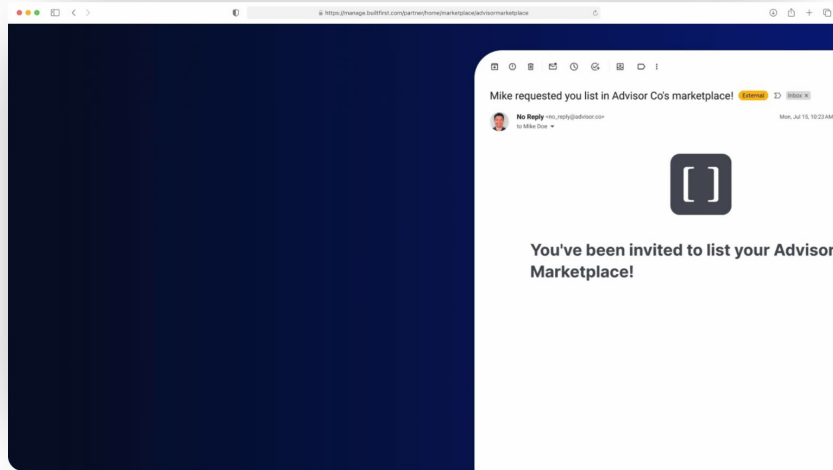 https://manage.builtfirst.com/partner/home/marketplace/advisormarketplace
Mike requested you list in Advisor Co's marketplace! External Inbox x
No Reply <no_reply@advisor.co> Mon, Jul 15, 10:23 AM
to Mike Doe
[ ]
You've been invited to list your Advisor
Marketplace!